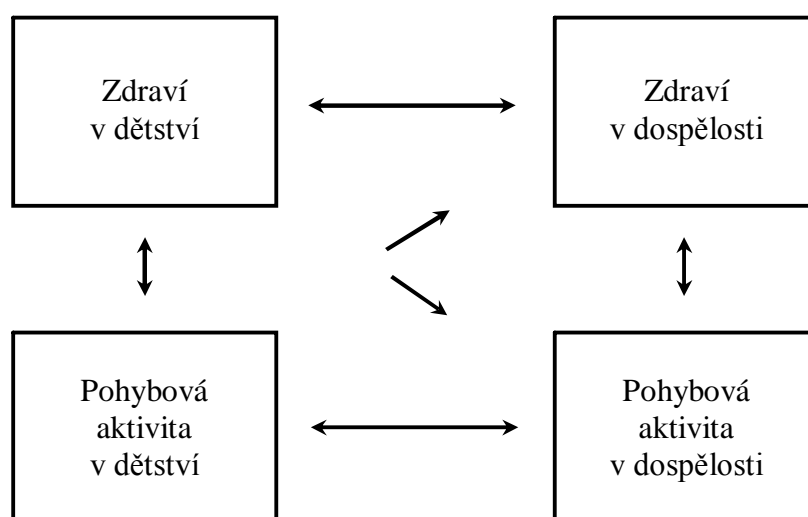 Zdraví
v dětství
Zdraví
v dospělosti
Pohybová
aktivita
v dětství
Pohybová
aktivita
v dospělosti